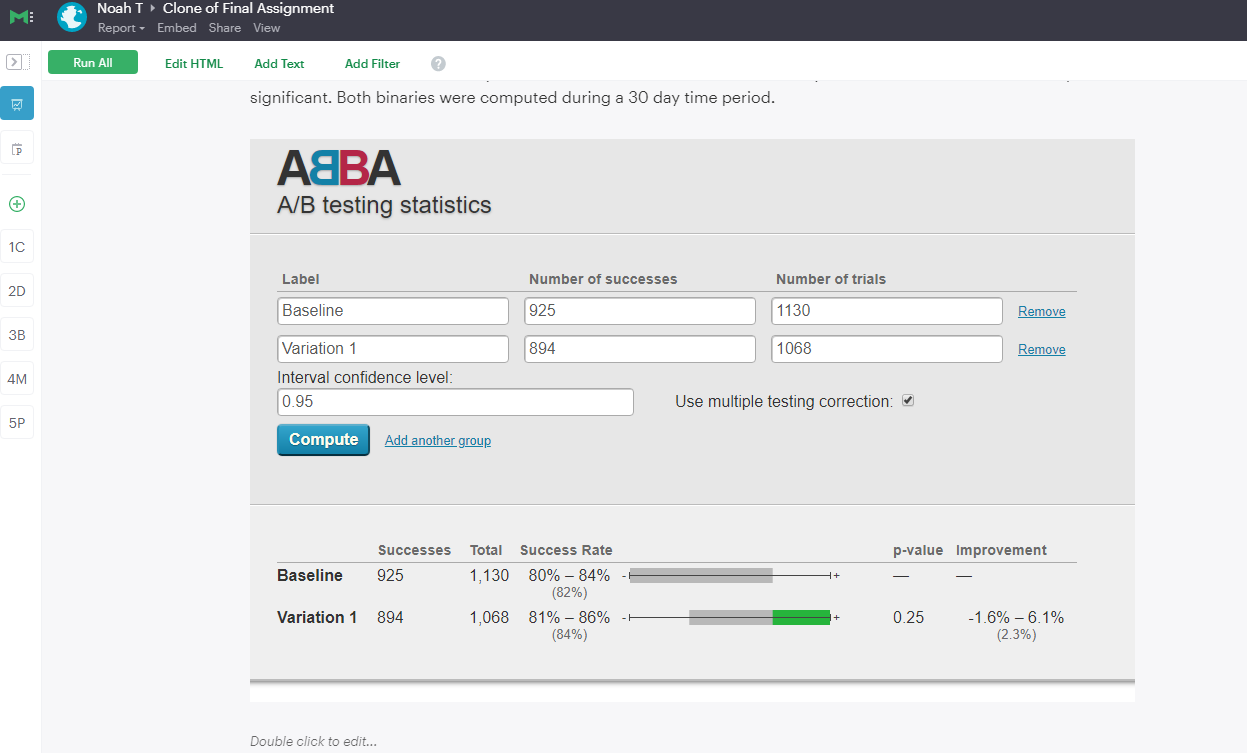 Noah T ▸ Clone of Final Assignment
Report Embed Share View
Run All Edit HTML Add Text Add Filter ?
significant. Both binaries were computed during a 30 day time period.
ABBA
A/B testing statistics
Label Number of successes Number of trials
Baseline 925 1130 Remove
Variation 1 894 1068 Remove
Interval confidence level:
0.95 Use multiple testing correction:
Compute Add another group
Successes Total Success Rate p-value Improvement
Baseline 925 1,130 80% – 84% - + — —
(82%)
Variation 1 894 1,068 81% – 86% - + 0.25 -1.6% – 6.1%
(84%) (2.3%)
Double click to edit...
P
1C
2D
3B
4M
5P